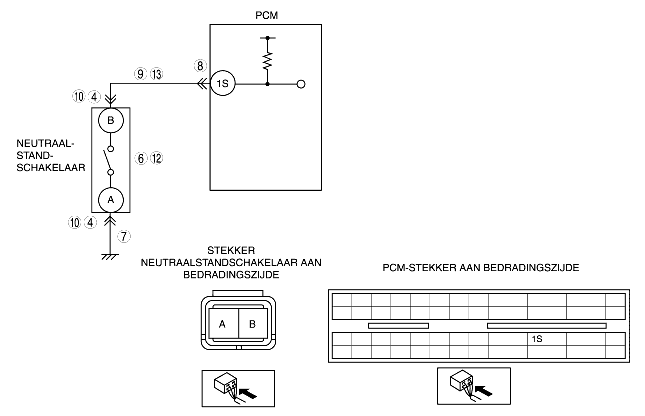 PCM
⑧
⑨ ⑬
1S
⑩ ④
B
NEUTRAAL-
STAND-
SCHAKELAAR
⑥ ⑫
A
⑩ ④
⑦
STEKKER
NEUTRAALSTANDSCHAKELAAR AAN
BEDRADINGSZIJDE
PCM-STEKKER AAN BEDRADINGSZIJDE
A B
1S